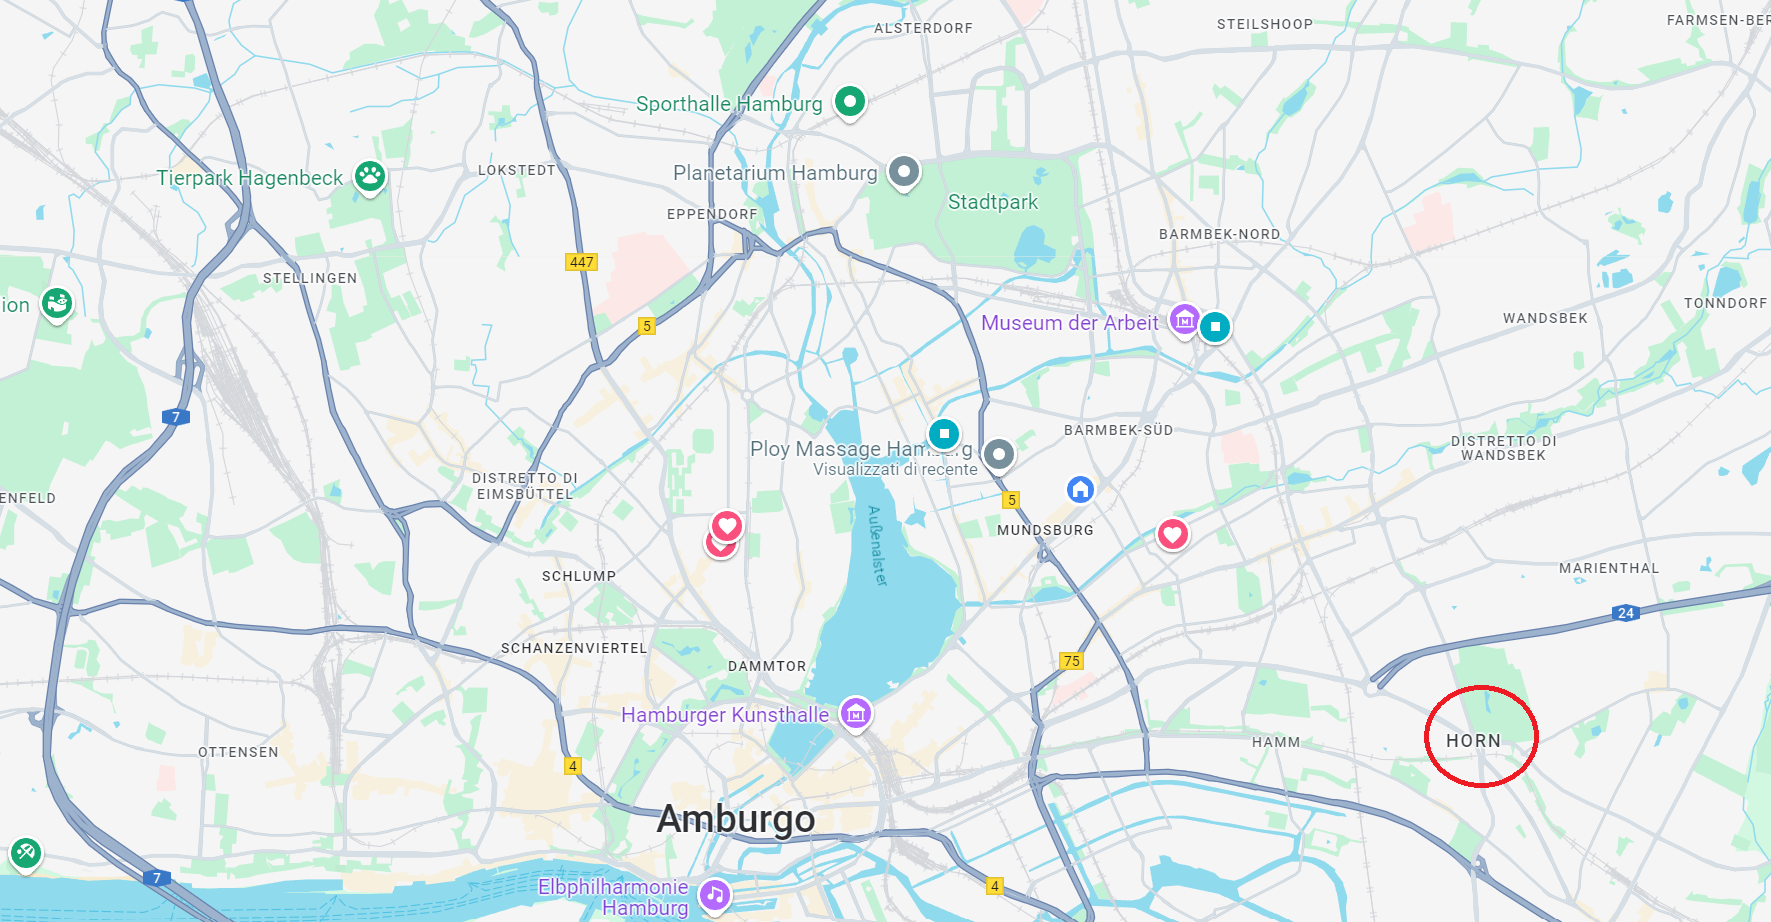 ALSTERDORF
STEILSHOOP
FARMSEN-BER
Sporthalle Hamburg
Tierpark Hagenbeck
LOKSTEDT
Planetarium Hamburg
Stadtpark
EPPENDORF
BARMBEK-NORD
447
STELLINGEN
ion
TONNDORF
WANDSBEK
Museum der Arbeit
5
7
BARMBEK-SÜD
Ploy Massage Hamburg
Visualizzati di recente
DISTRETTO DI
WANDSBEK
DISTRETTO DI
EIMSBÜTTEL
ENFELD
5
MUNDSBURG
Außenalster
SCHLUMP
MARIENTHAL
24
SCHANZENVIERTEL
DAMMTOR
75
Hamburger Kunsthalle
OTTENSEN
HAMM
HORN
4
Amburgo
7
Elbphilharmonie
Hamburg
4